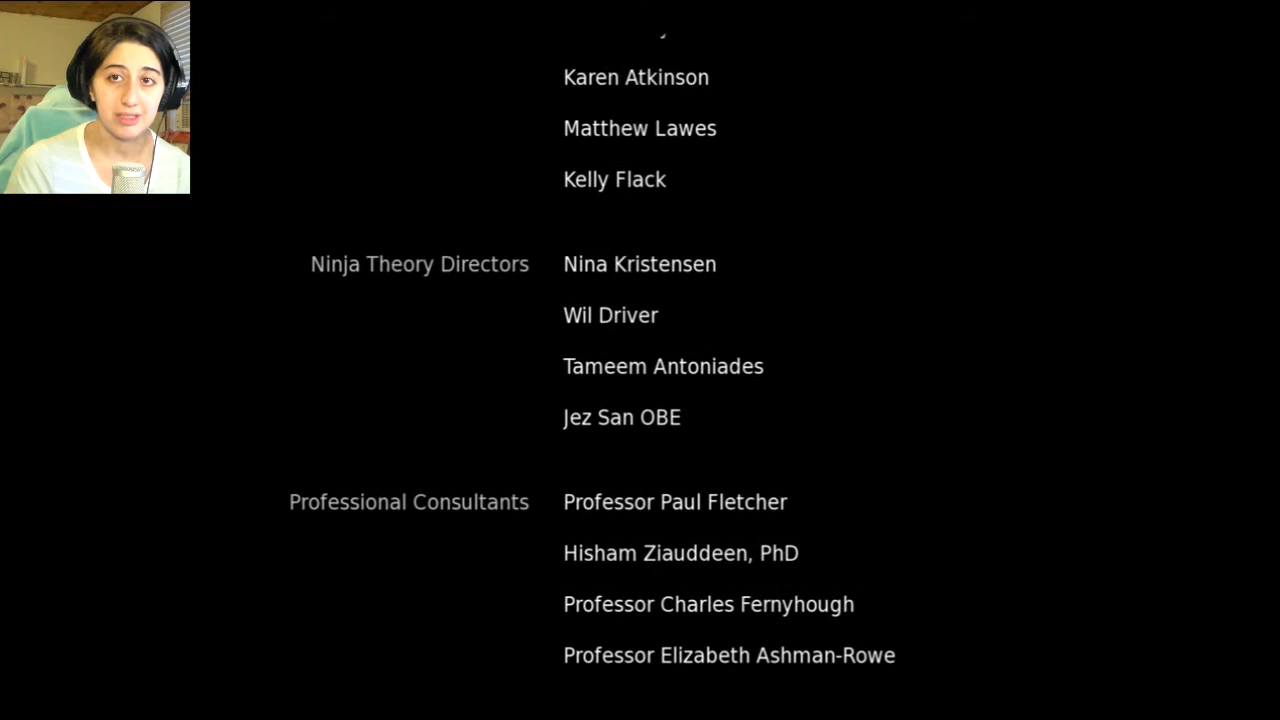 Karen Atkinson
Matthew Lawes
Kelly Flack
Ninja Theory Directors Nina Kristensen
Wil Driver
Tameem Antoniades
Jez San OBE
Professional Consultants Professor Paul Fletcher
Hisham Ziauddeen, PhD
Professor Charles Fernyhough
Professor Elizabeth Ashman-Rowe